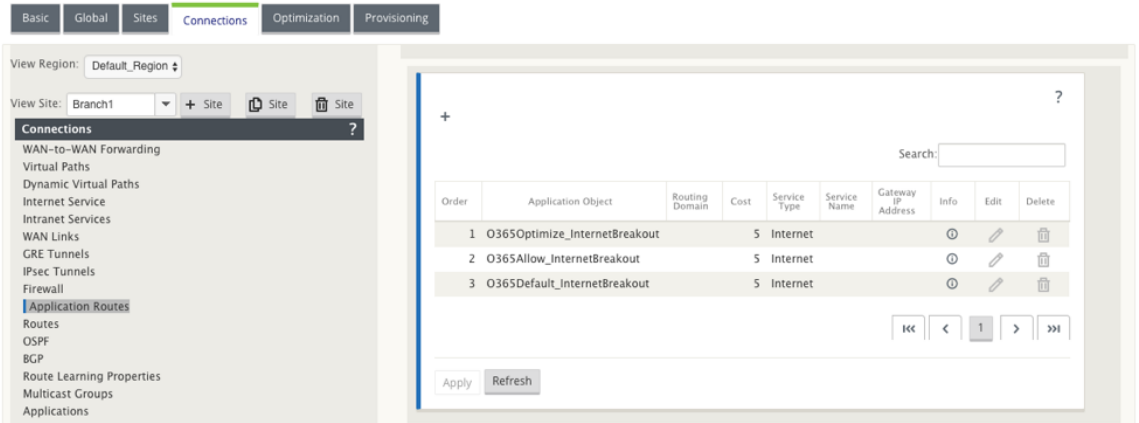 Basic Global Sites Connections Optimization Provisioning
View Region: Default_Region
View Site: Branch1 + Site Site Site
Connections ?
WAN-to-WAN Forwarding
Virtual Paths
Dynamic Virtual Paths
Internet Service
Intranet Services
WAN Links
GRE Tunnels
IPsec Tunnels
Firewall
Application Routes
Routes
OSPF
BGP
Route Learning Properties
Multicast Groups
Applications
?
+
Search:
Order Application Object Routing Domain Cost Service Type Service Name Gateway IP Address Info Edit Delete
1 O365Optimize_InternetBreakout 5 Internet
2 O365Allow_InternetBreakout 5 Internet
3 O365Default_InternetBreakout 5 Internet
1
Apply Refresh